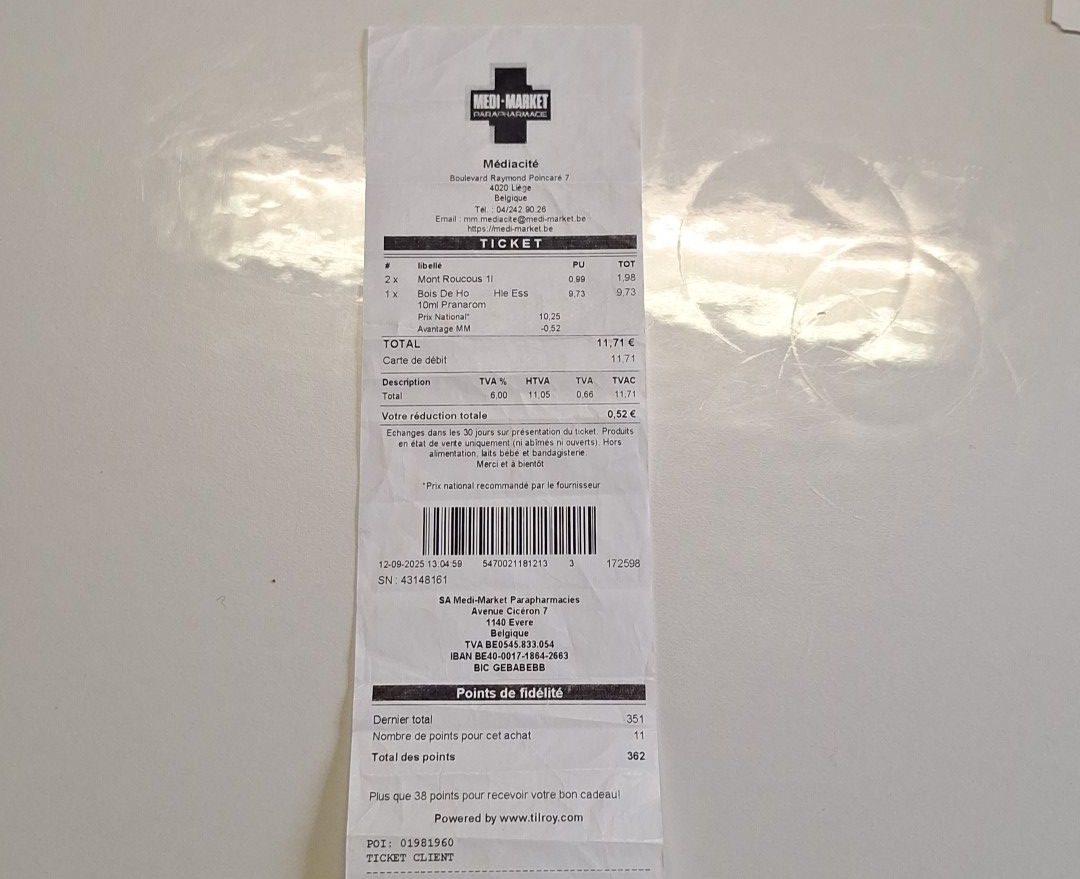 MEDI-MARKET
PARAPHARMACIE
Médiacité
Boulevard Raymond Poincaré 7
4020 Liège
Belgique
Tél. : 04/242.90.26
Email : mm.mediacite@medi-market.be
https://medi-market.be
TICKET
# libellé PU TOT
2 x Mont Roucous 1l 0,99 1,98
1 x Bois De Ho Hle Ess 9,73 9,73
10ml Pranarom
Prix National* 10,25
Avantage MM -0,52
TOTAL 11,71 €
Carte de débit 11,71
Description TVA % HTVA TVA TVAC
Total 6,00 11,05 0,66 11,71
Votre réduction totale 0,52 €
Echanges dans les 30 jours sur présentation du ticket. Produits
en état de vente uniquement (ni abîmés ni ouverts). Hors
alimentation, laits bébé et bandagisterie.
Merci et à bientôt
*Prix national recommandé par le fournisseur
12-09-2025 13:04:59 5470021181213 3 172598
SN : 43148161
SA Medi-Market Parapharmacies
Avenue Cicéron 7
1140 Evere
Belgique
TVA BE0545.833.054
IBAN BE40-0017-1864-2663
BIC GEBABEBB
Points de fidélité
Dernier total 351
Nombre de points pour cet achat 11
Total des points 362
Plus que 38 points pour recevoir votre bon cadeau!
Powered by www.tilroy.com
POI: 01981960
TICKET CLIENT